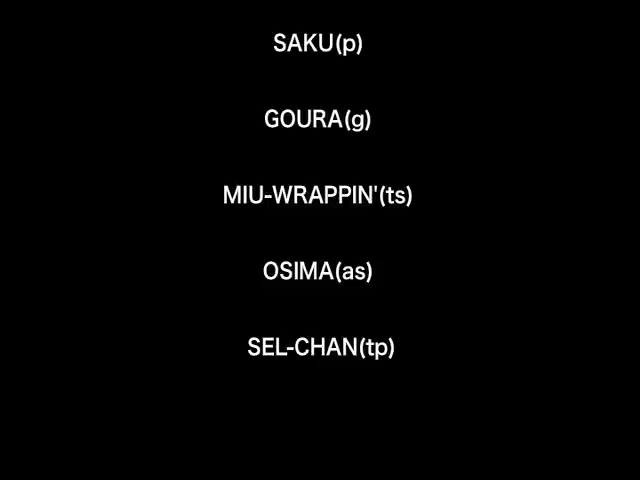 SAKU(p)
GOURA(g)
MIU-WRAPPIN'(ts)
OSIMA(as)
SEL-CHAN(tp)